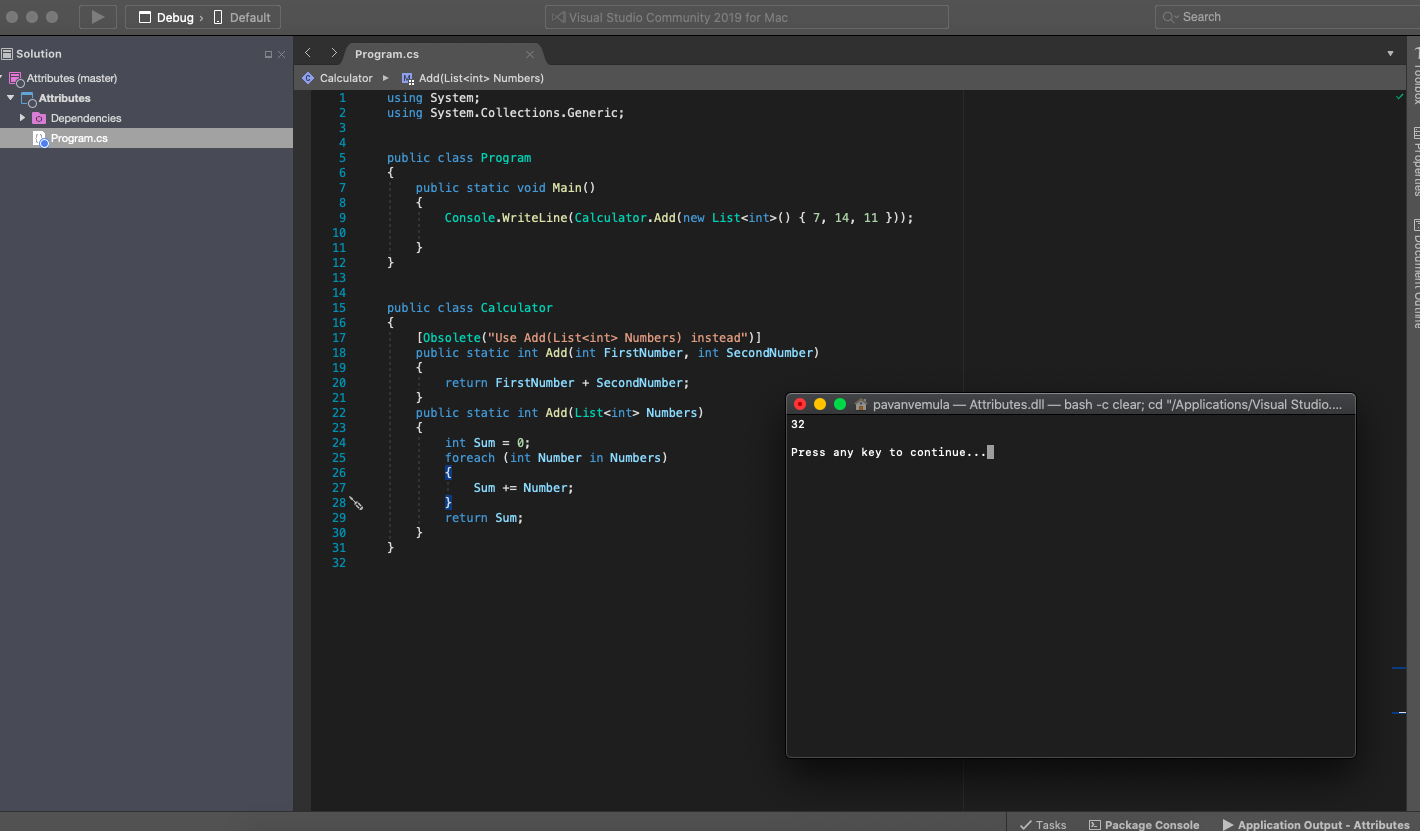 Debug › Default
Visual Studio Community 2019 for Mac
Search
Solution
Attributes (master)
Attributes
Dependencies
Program.cs
Program.cs
Calculator
Add(List<int> Numbers)
1 using System;
2 using System.Collections.Generic;
3
4
5 public class Program
6 {
7 public static void Main()
8 {
9 Console.WriteLine(Calculator.Add(new List<int>() { 7, 14, 11 }));
10
11 }
12 }
13
14
15 public class Calculator
16 {
17 [Obsolete("Use Add(List<int> Numbers) instead")]
18 public static int Add(int FirstNumber, int SecondNumber)
19 {
20 return FirstNumber + SecondNumber;
21 }
22 public static int Add(List<int> Numbers)
23 {
24 int Sum = 0;
25 foreach (int Number in Numbers)
26 {
27 Sum += Number;
28 }
29 return Sum;
30 }
31 }
32
pavanvemula — Attributes.dll — bash -c clear; cd "/Applications/Visual Studio....
32
Press any key to continue...
Properties
Document Outline
Tasks
Package Console
Application Output - Attributes